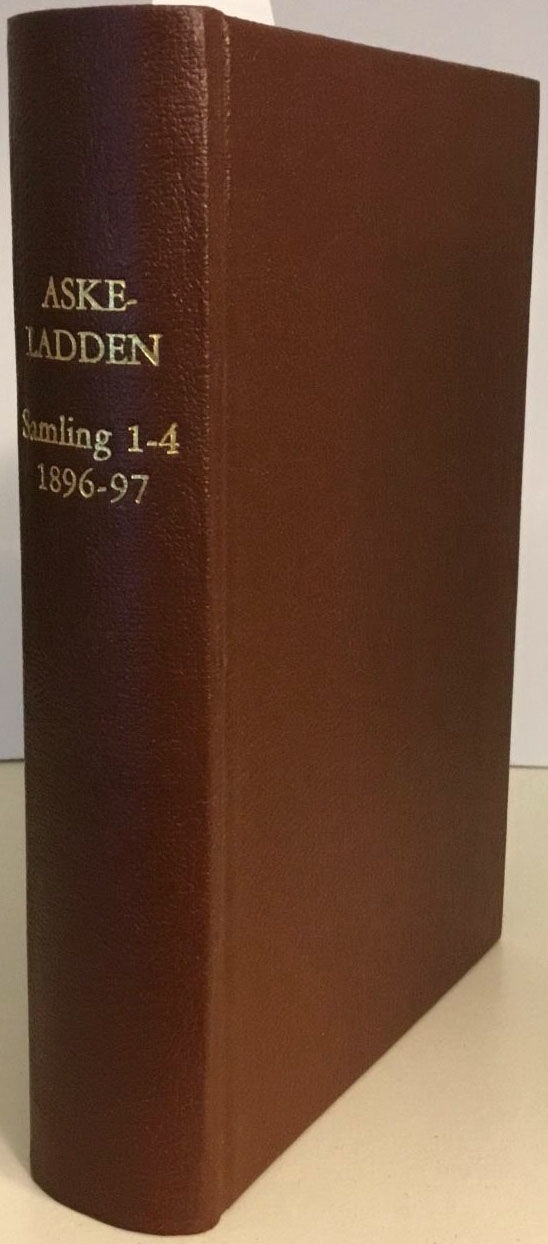 ASKE-
LADDEN
Samling 1-4
1896-97